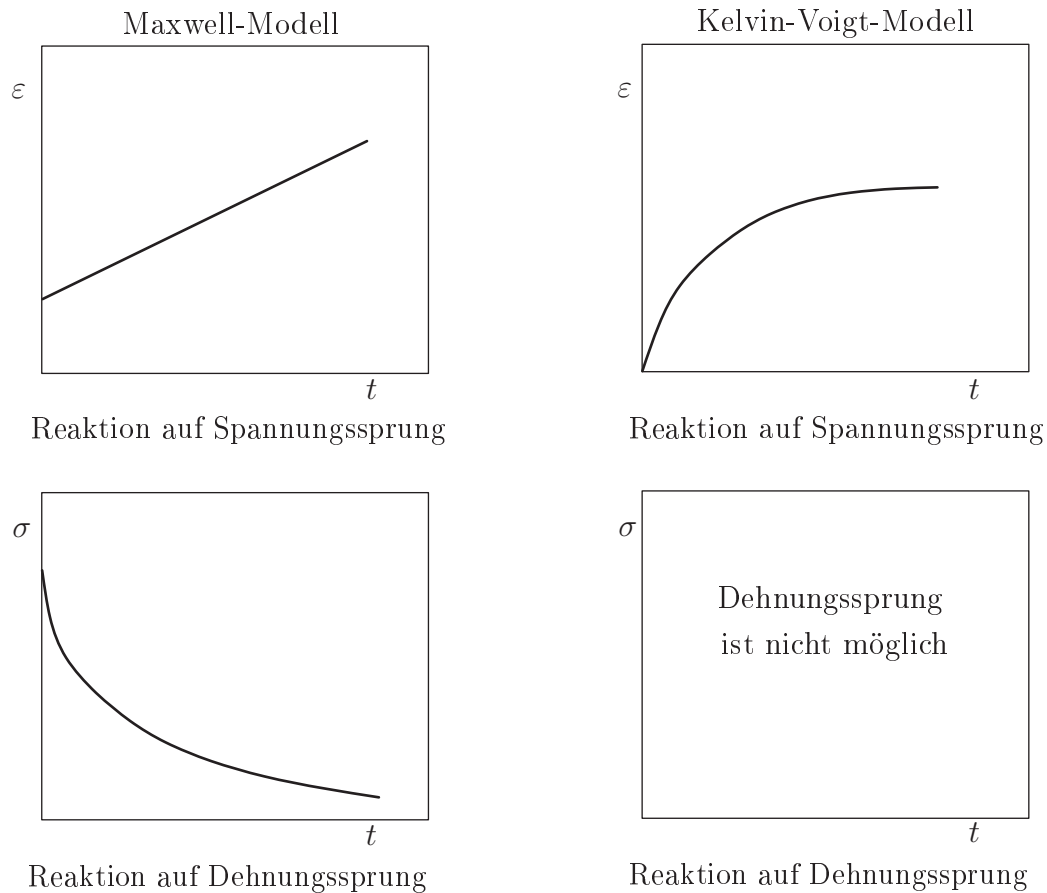 Maxwell-Modell
ε
t
Reaktion auf Spannungssprung
Kelvin-Voigt-Modell
ε
t
Reaktion auf Spannungssprung
σ
t
Reaktion auf Dehnungssprung
σ
Dehnungssprung
ist nicht möglich
t
Reaktion auf Dehnungssprung